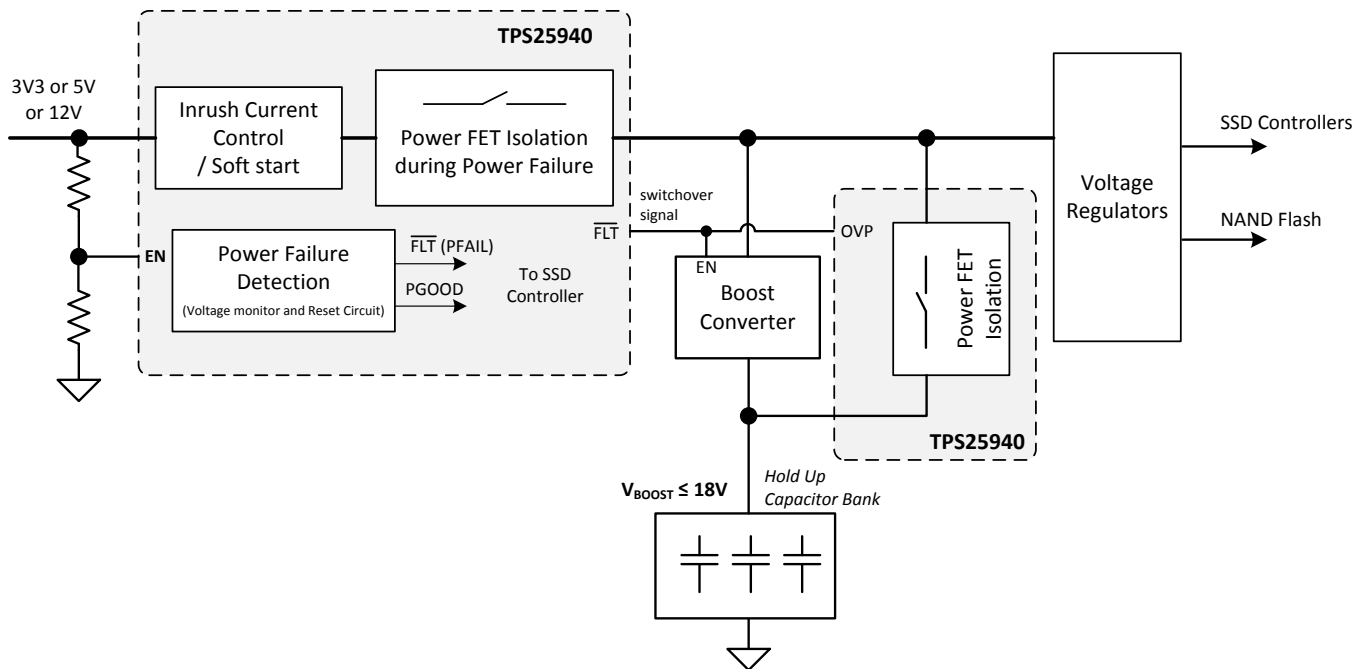 TPS25940
3V3 or 5V
or 12V
Inrush Current
Control
/ Soft start
Power FET Isolation
during Power Failure
SSD Controllers
Voltage
Regulators
NAND Flash
switchover
signal
FLT
OVP
EN
Power Failure
Detection
(Voltage monitor and Reset Circuit)
FLT (PFAIL)
PGOOD
To SSD
Controller
EN
Boost
Converter
Power FET
Isolation
TPS25940
VBOOST ≤ 18V
Hold Up
Capacitor Bank